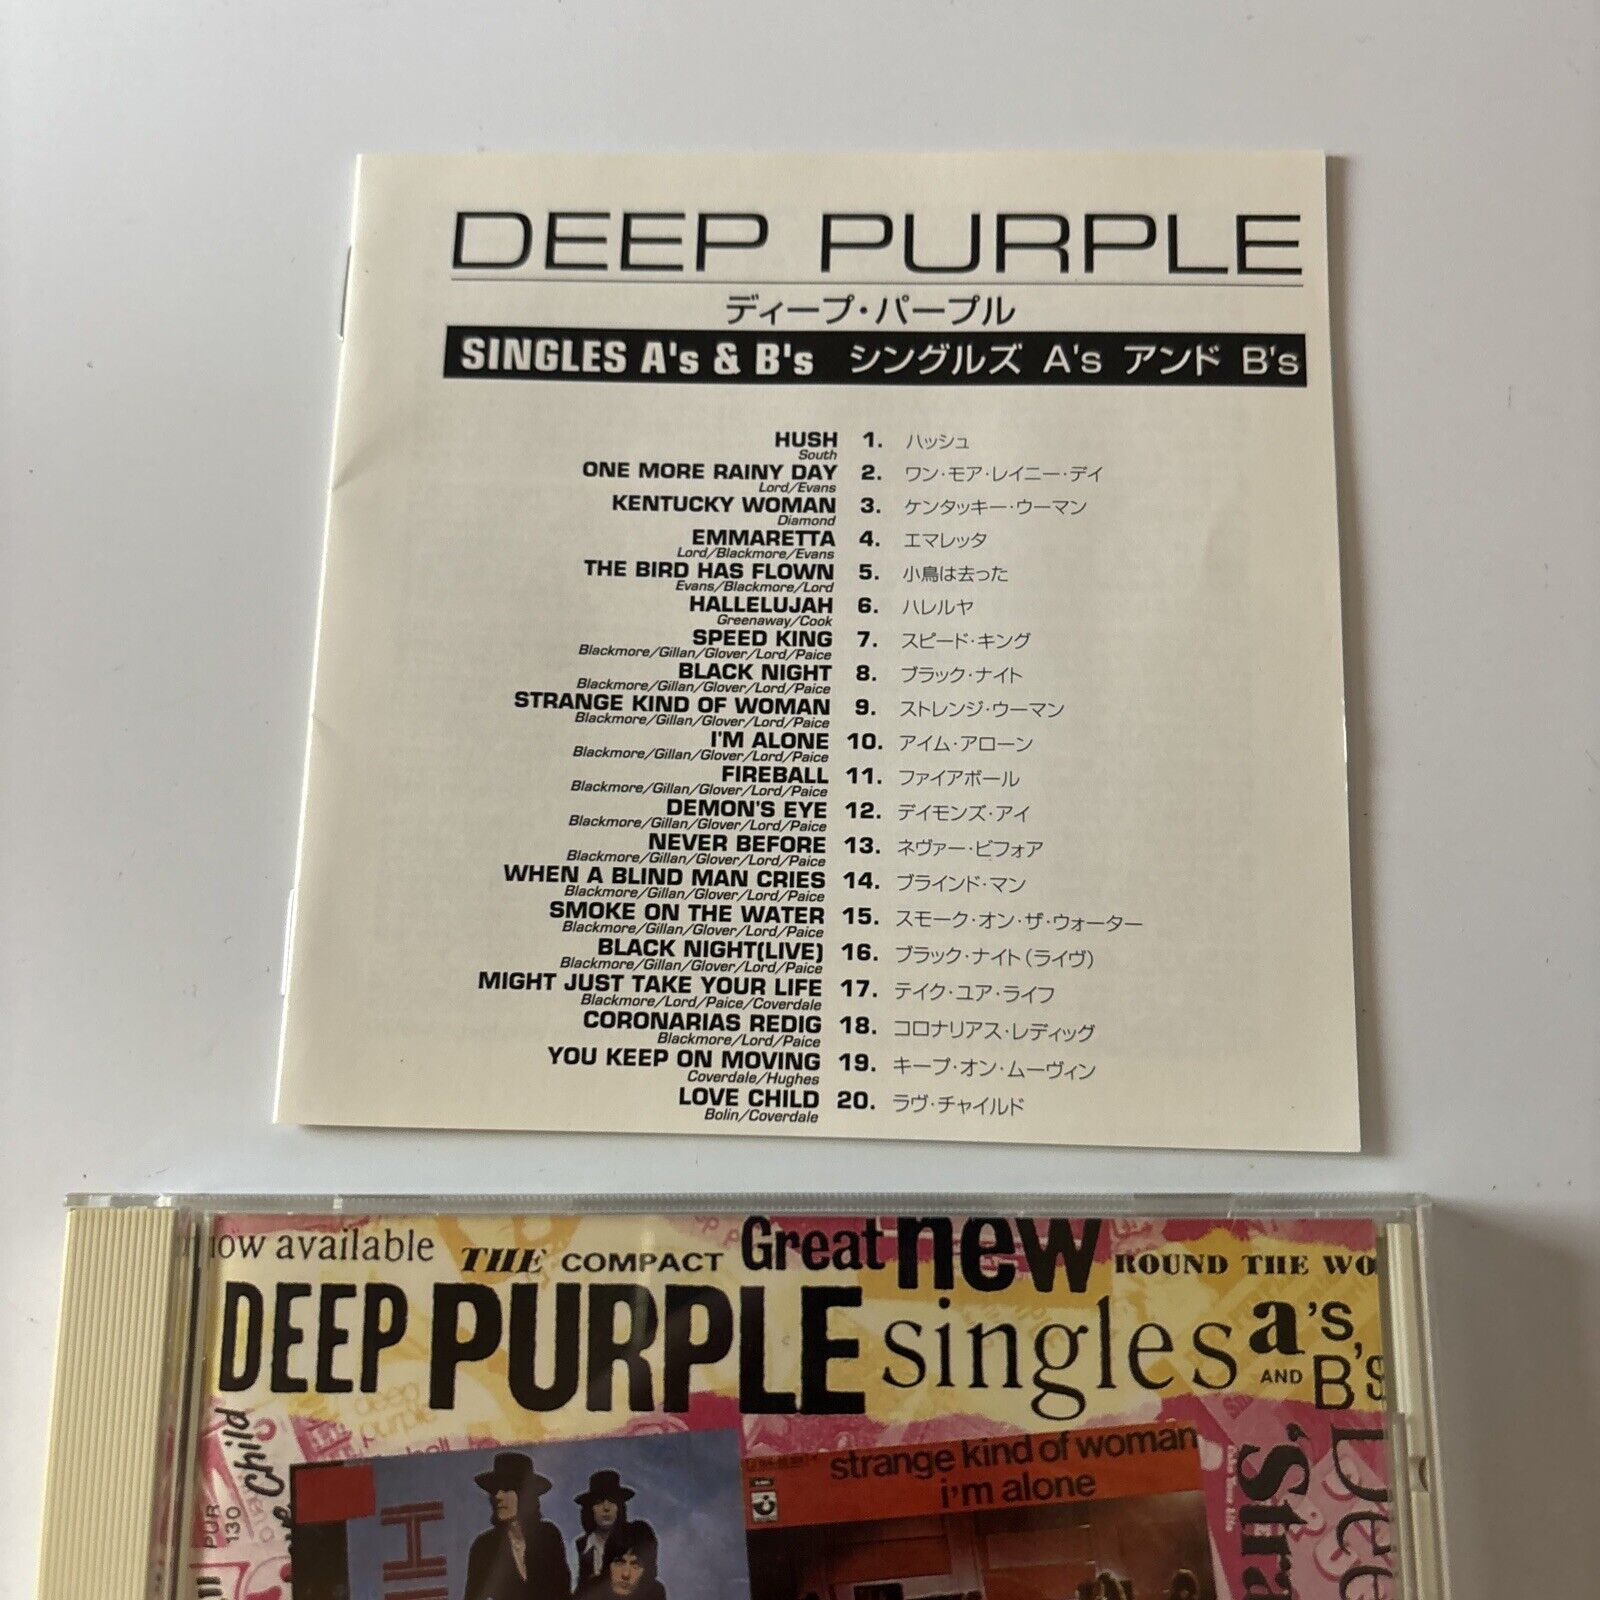 DEEP PURPLE
ディープ・パープル
SINGLES A's & B's シングルズ A's アンド B's
HUSH 1. ハッシュ
South
ONE MORE RAINY DAY 2. ワン・モア・レイニー・デイ
Lord/Evans
KENTUCKY WOMAN 3. ケンタッキー・ウーマン
Diamond
EMMARETTA 4. エマレッタ
Lord/Blackmore/Evans
THE BIRD HAS FLOWN 5. 小鳥は去った
Evans/Blackmore/Lord
HALLELUJAH 6. ハレルヤ
Greenaway/Cook
SPEED KING 7. スピード・キング
Blackmore/Gillan/Glover/Lord/Paice
BLACK NIGHT 8. ブラック・ナイト
Blackmore/Gillan/Glover/Lord/Paice
STRANGE KIND OF WOMAN 9. ストレンジ・ウーマン
Blackmore/Gillan/Glover/Lord/Paice
I'M ALONE 10. アイム・アローン
Blackmore/Gillan/Glover/Lord/Paice
FIREBALL 11. ファイアボール
Blackmore/Gillan/Glover/Lord/Paice
DEMON'S EYE 12. デイモンズ・アイ
Blackmore/Gillan/Glover/Lord/Paice
NEVER BEFORE 13. ネヴァー・ビフォア
Blackmore/Gillan/Glover/Lord/Paice
WHEN A BLIND MAN CRIES 14. ブラインド・マン
Blackmore/Gillan/Glover/Lord/Paice
SMOKE ON THE WATER 15. スモーク・オン・ザ・ウォーター
Blackmore/Gillan/Glover/Lord/Paice
BLACK NIGHT(LIVE) 16. ブラック・ナイト(ライヴ)
Blackmore/Gillan/Glover/Lord/Paice
MIGHT JUST TAKE YOUR LIFE 17. テイク・ユア・ライフ
Blackmore/Lord/Paice/Coverdale
CORONARIAS REDIG 18. コロナリアス・レディッグ
Blackmore/Lord/Paice
YOU KEEP ON MOVING 19. キープ・オン・ムーヴィン
Coverdale/Hughes
LOVE CHILD 20. ラヴ・チャイルド
Bolin/Coverdale
now available THE COMPACT Great new ROUND THE WO
DEEP PURPLE singles a's, AND B's
Child
PUR 130
strange kind of woman
i'm alone
'Stra